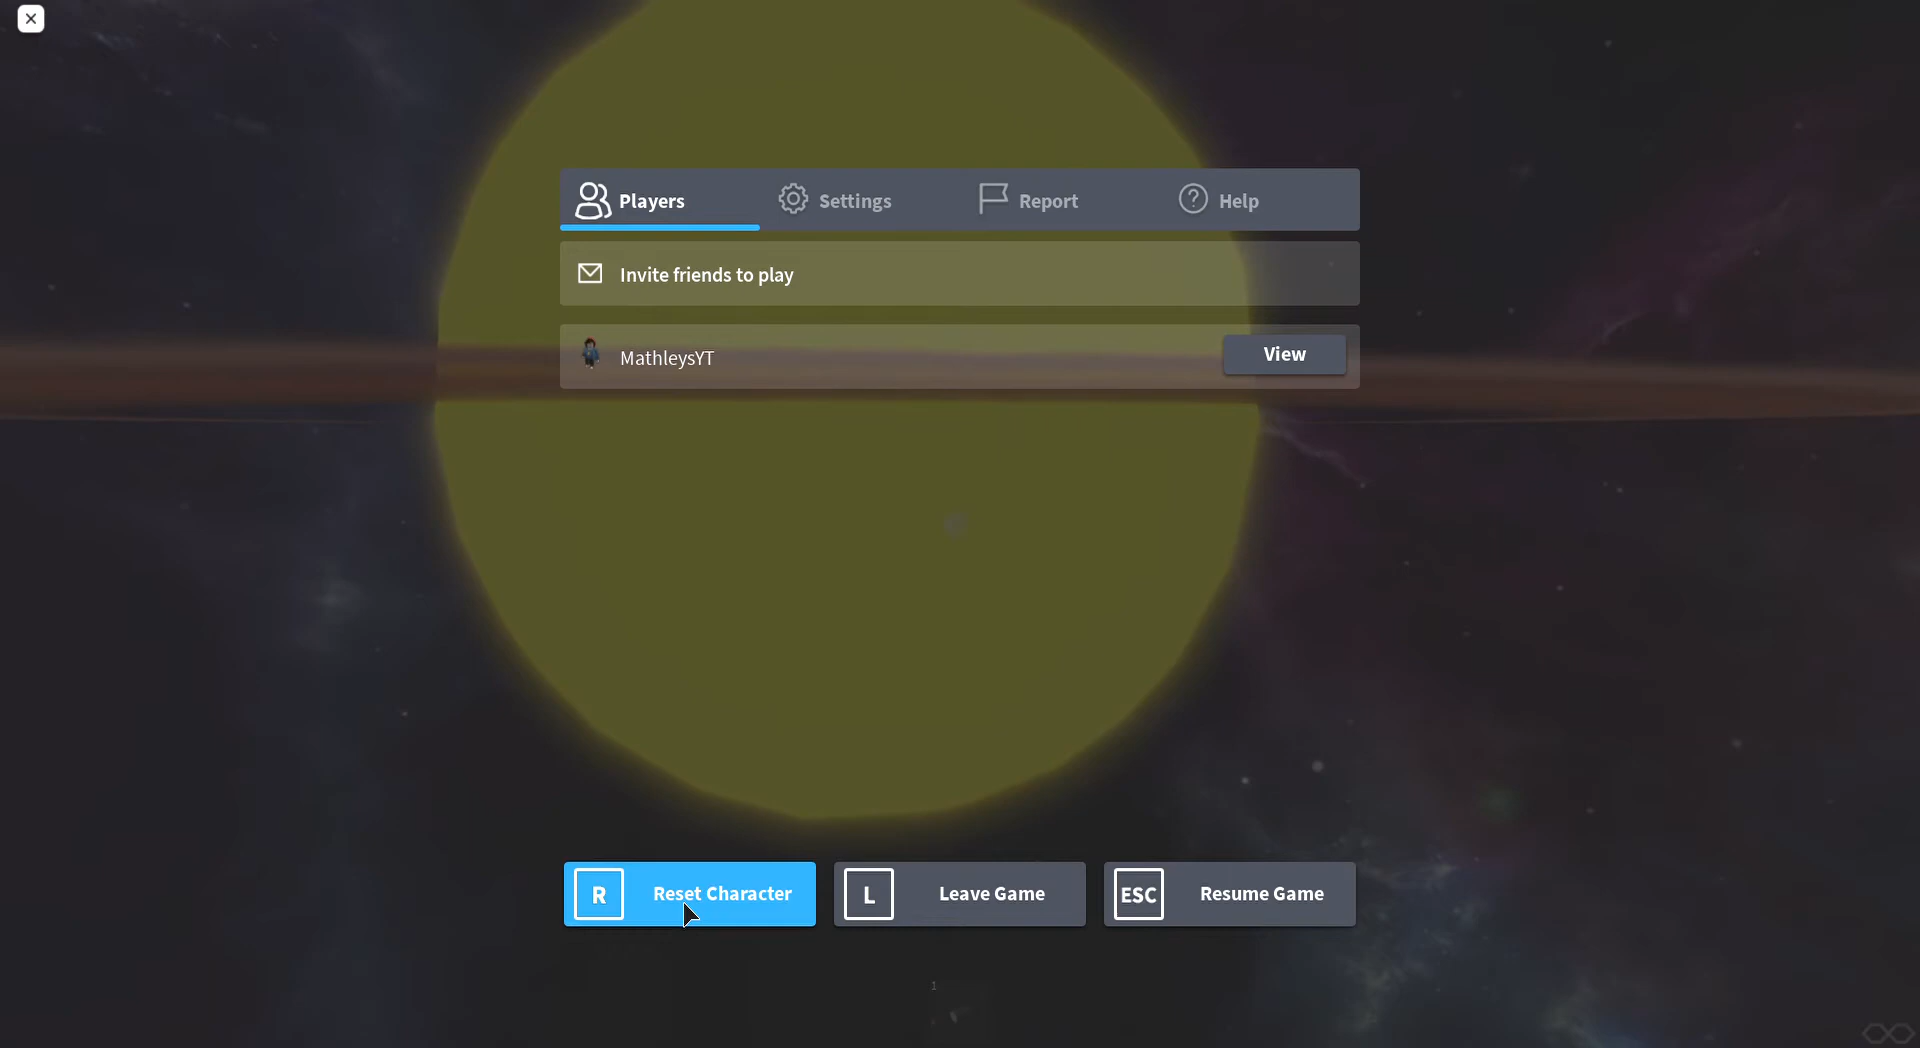 Players
Settings
Report
Help
Invite friends to play
MathleysYT
View
R
Reset Character
L
Leave Game
ESC
Resume Game
1